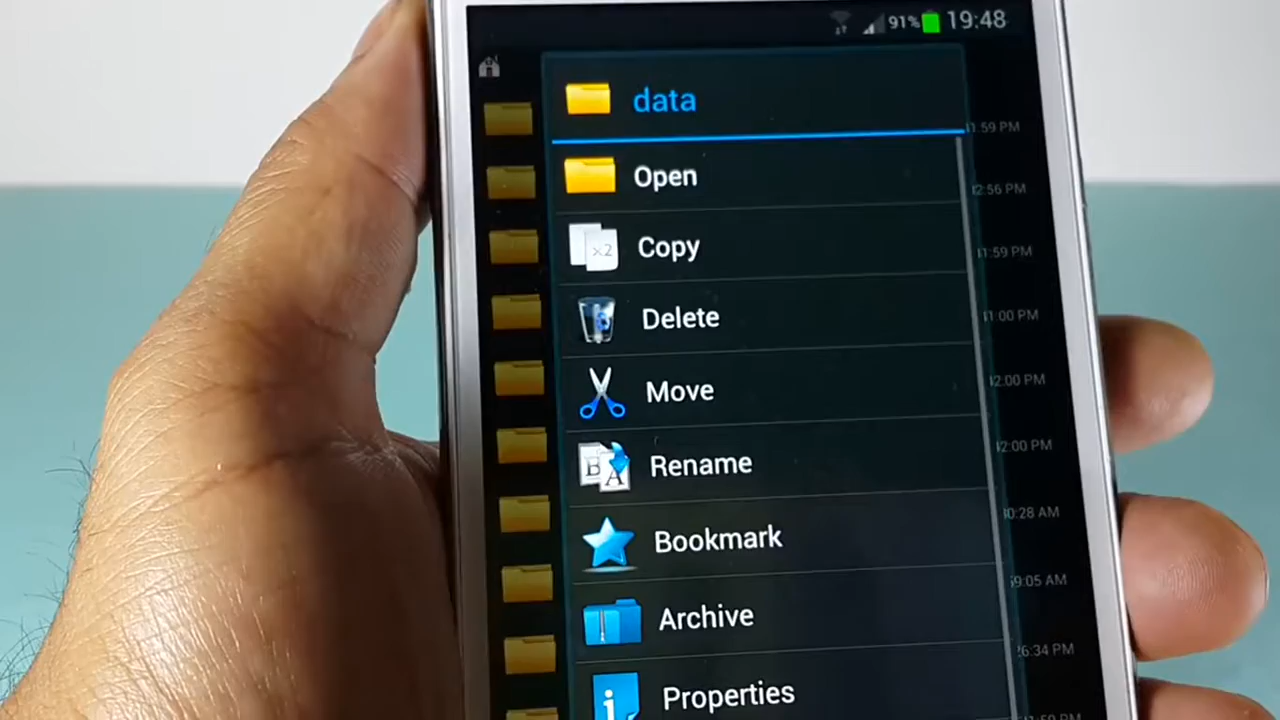 91% 19:48
data
1:59 PM
Open
2:56 PM
Copy
x2
1:59 PM
Delete
1:00 PM
Move
2:00 PM
Rename
B A
2:00 PM
Bookmark
0:28 AM
Archive
9:05 AM
Properties
i
6:34 PM